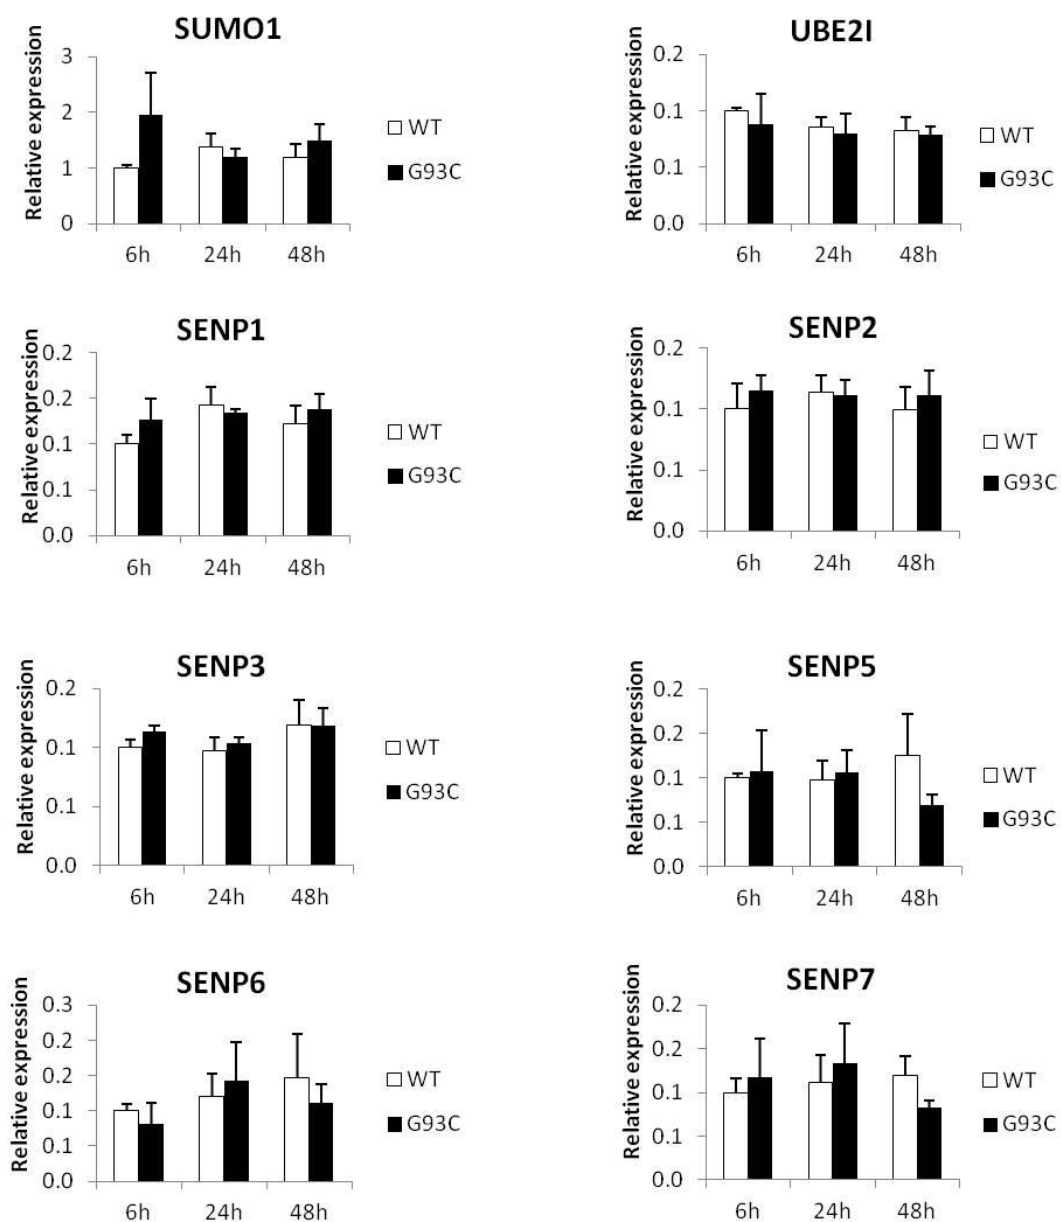 SUMO1
Relative expression
3
2
1
0
6h 24h 48h
WT
G93C
UBE2I
Relative expression
0.2
0.1
0.1
0.0
6h 24h 48h
WT
G93C
SENP1
Relative expression
0.2
0.2
0.1
0.1
0.0
6h 24h 48h
WT
G93C
SENP2
Relative expression
0.2
0.1
0.1
0.0
6h 24h 48h
WT
G93C
SENP3
Relative expression
0.2
0.1
0.1
0.0
6h 24h 48h
WT
G93C
SENP5
Relative expression
0.2
0.2
0.1
0.1
0.0
6h 24h 48h
WT
G93C
SENP6
Relative expression
0.3
0.2
0.2
0.1
0.1
0.0
6h 24h 48h
WT
G93C
SENP7
Relative expression
0.2
0.2
0.1
0.1
0.0
6h 24h 48h
WT
G93C